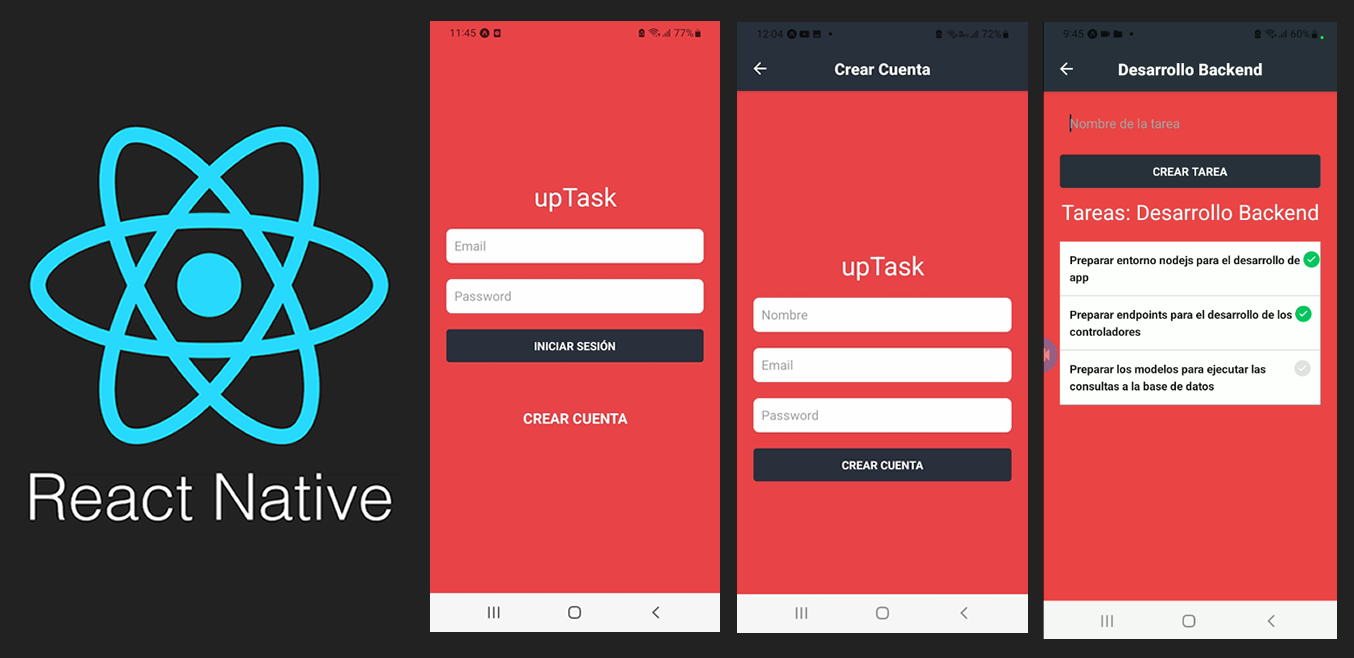 React Native
11:45
77%
upTask
Email
Password
INICIAR SESIÓN
CREAR CUENTA
12:04
72%
Crear Cuenta
upTask
Nombre
Email
Password
CREAR CUENTA
9:45
60%
Desarrollo Backend
Nombre de la tarea
CREAR TAREA
Tareas: Desarrollo Backend
Preparar entorno nodejs para el desarrollo de
app
Preparar endpoints para el desarrollo de los
controladores
Preparar los modelos para ejecutar las
consultas a la base de datos